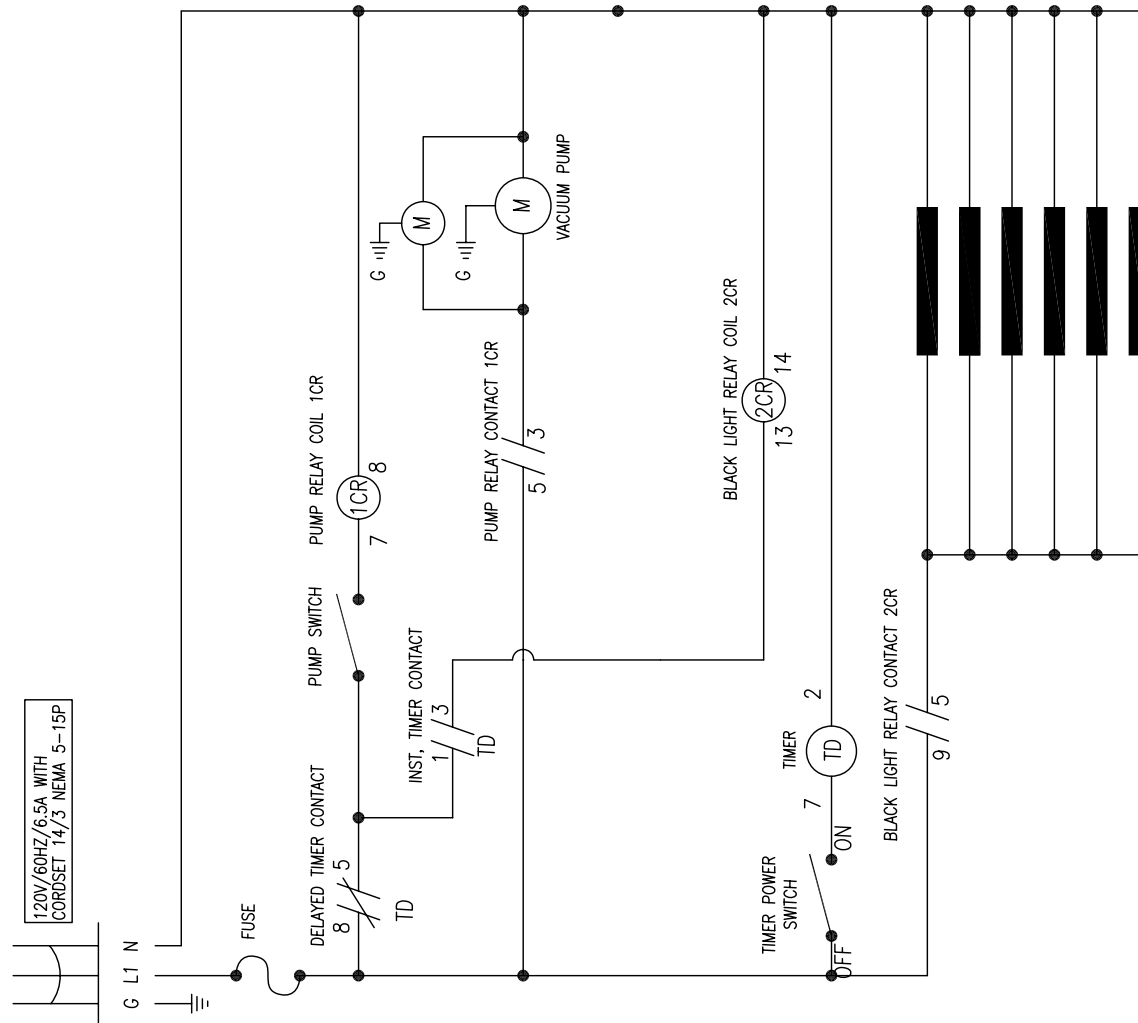 120V/60HZ/6.5A WITH
CORDSET 14/3 NEMA 5-15P
G L1 N
FUSE
DELAYED TIMER CONTACT
8 5
TD
PUMP SWITCH
PUMP RELAY COIL 1CR
7 1CR 8
INST, TIMER CONTACT
1 3
TD
PUMP RELAY CONTACT 1CR
5 3
G
M
G
M
VACUUM PUMP
BLACK LIGHT RELAY COIL 2CR
13 2CR 14
TIMER POWER
SWITCH
OFF
ON
TIMER
7 TD 2
BLACK LIGHT RELAY CONTACT 2CR
9 5